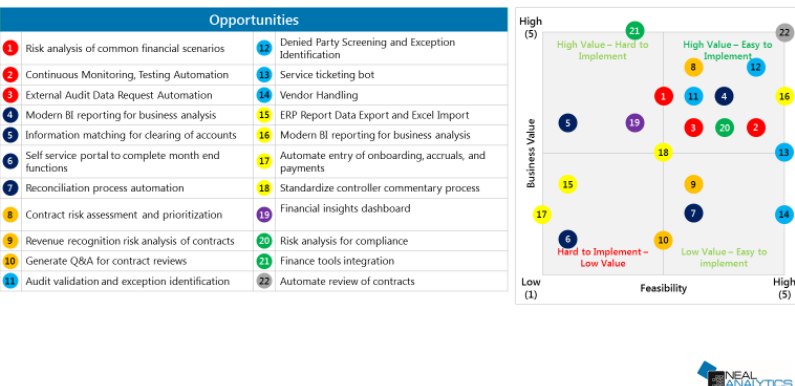 Opportunities
1 Risk analysis of common financial scenarios
2 Continuous Monitoring, Testing Automation
3 External Audit Data Request Automation
4 Modern BI reporting for business analysis
5 Information matching for clearing of accounts
6 Self service portal to complete month end
functions
7 Reconciliation process automation
8 Contract risk assessment and prioritization
9 Revenue recognition risk analysis of contracts
10 Generate Q&A for contract reviews
11 Audit validation and exception identification
12 Denied Party Screening and Exception
Identification
13 Service ticketing bot
14 Vendor Handling
15 ERP Report Data Export and Excel Import
16 Modern BI reporting for business analysis
17 Automate entry of onboarding, accruals, and
payments
18 Standardize controller commentary process
19 Financial insights dashboard
20 Risk analysis for compliance
21 Finance tools integration
22 Automate review of contracts
High
(5)
21
22
High Value – Hard to
Implement
High Value – Easy to
Implement
8
12
1
11
4
16
5
19
3
20
2
Business Value
18
13
15
9
17
7
14
6
10
Hard to Implement –
Low Value
Low Value – Easy to
implement
Low
(1)
Feasibility
High
(5)
NEAL
ANALYTICS